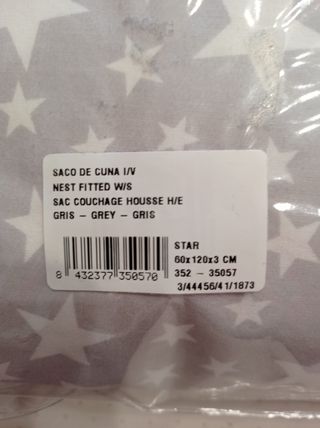 SACO DE CUNA I/V
NEST FITTED W/S
SAC COUCHAGE HOUSSE H/E
GRIS - GREY - GRIS
STAR
60x120x3 CM
352 - 35057
3/44456/41/1873
8 432377 350570